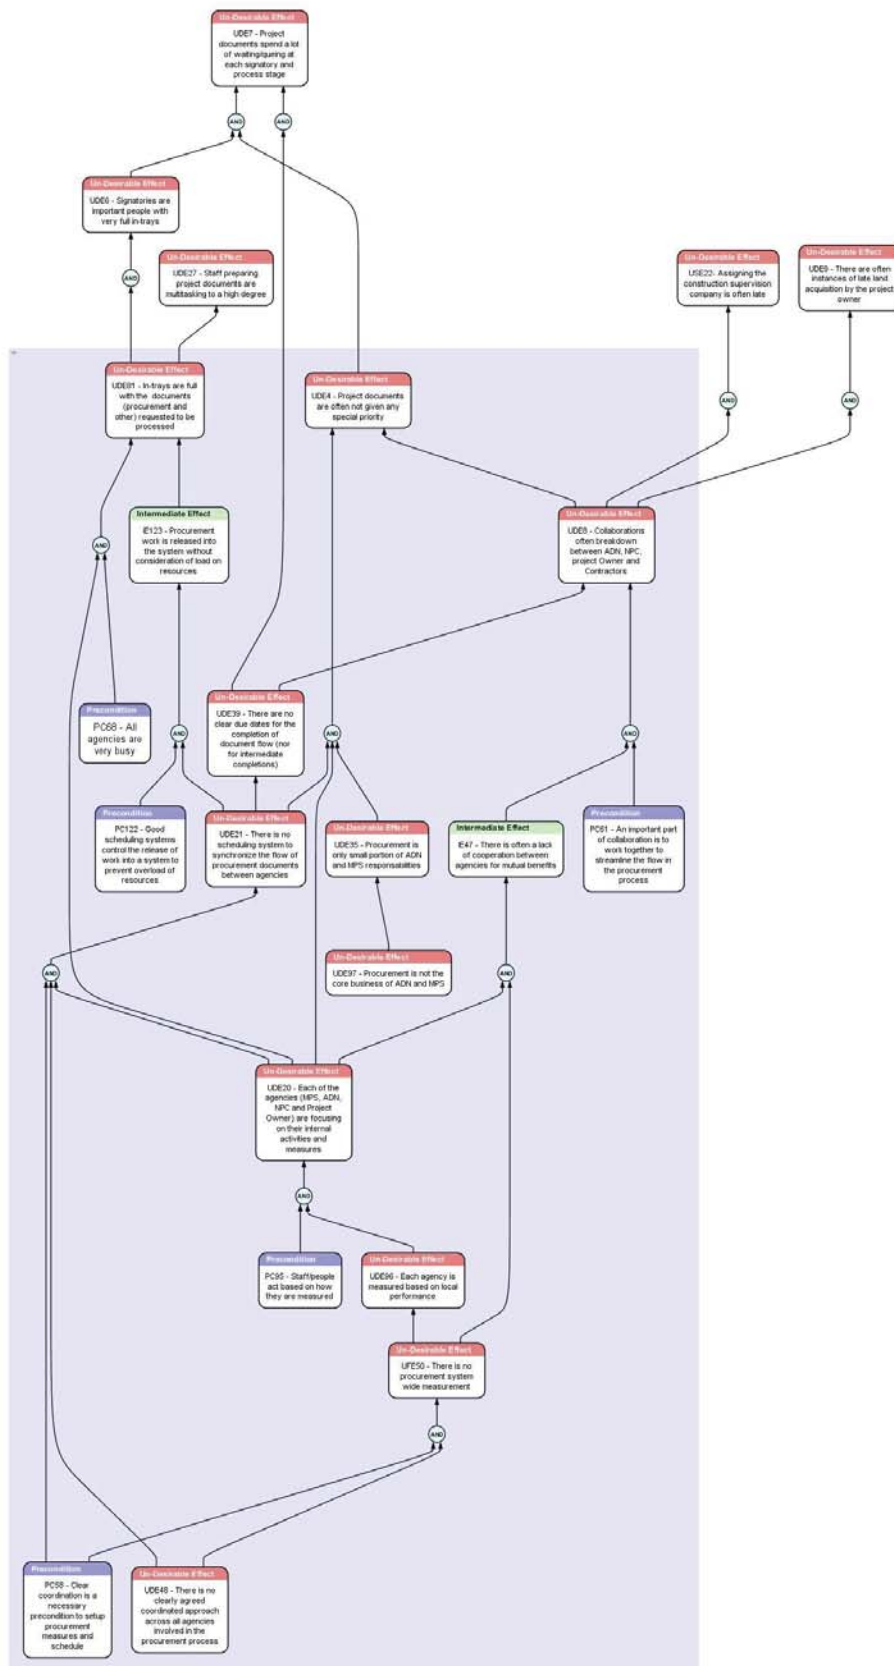 Un-Desirable Effect
UDE7 - Project
documents spend a lot
of waiting/quering at
each signatory and
process stage
AND
AND
Un-Desirable Effect
UDE6 - Signatories are
important people with
very full in-trays
AND
Un-Desirable Effect
UDE27 - Staff preparing
project documents are
multitasking to a high degree
Un-Desirable Effect
USE22- Assigning the
construction supervision
company is often late
Un-Desirable Effect
UDE9 - There are often
instances of late land
acquisition by the project
owner
Un-Desirable Effect
UDE81 - In-trays are full
with the documents
(procurement and
other) requested to be
processed
Un-Desirable Effect
UDE4 - Project documents
are often not given any
special priority
AND
AND
Intermediate Effect
iE123 - Procurement
work is released into
the system without
consideration of load on
resources
AND
Un-Desirable Effect
UDE8 - Collaborations
often breakdown
between ADN, NPC,
project Owner and
Contractors
Precondition
PC68 - All
agencies are
very busy
Un-Desirable Effect
UDE39 - There are no
clear due dates for the
completion of document
flow (nor for intermediate
completions)
AND
AND
AND
Precondition
PC122 - Good
scheduling systems
control the release of
work into a system to
prevent overload of
resources
Un-Desirable Effect
UDE21 - There is no
scheduling system to
synchronize the flow of
procurement documents
between agencies
Un-Desirable Effect
UDE35 - Procurement is
only small portion of ADN
and MPS responsabilities
Intermediate Effect
IE47 - There is often a lack
of cooperation between
agencies for mutual benefits
Precondition
PC51 - An important part
of collaboration is to
work together to
streamline the flow in
the procurement
process
AND
Un-Desirable Effect
UDE97 - Procurement is not the
core business of ADN and MPS
AND
Un-Desirable Effect
UDE20 - Each of the
agencies (MPS, ADN,
NPC and Project
Owner) are focusing
on their internal
activities and
measures
AND
Precondition
PC95 - Staff/people
act based on how
they are measured
Un-Desirable Effect
UDE96 - Each agency is
measured based on local
performance
Un-Desirable Effect
UFE50 - There is no
procurement system
wide measurement
AND
Precondition
PC58 - Clear
coordination is a
necessary
precondition to setup
procurement
measures and
schedule
Un-Desirable Effect
UDE48 - There is no
clearly agreed
coordinated approach
across all agencies
involved in the
procurement process